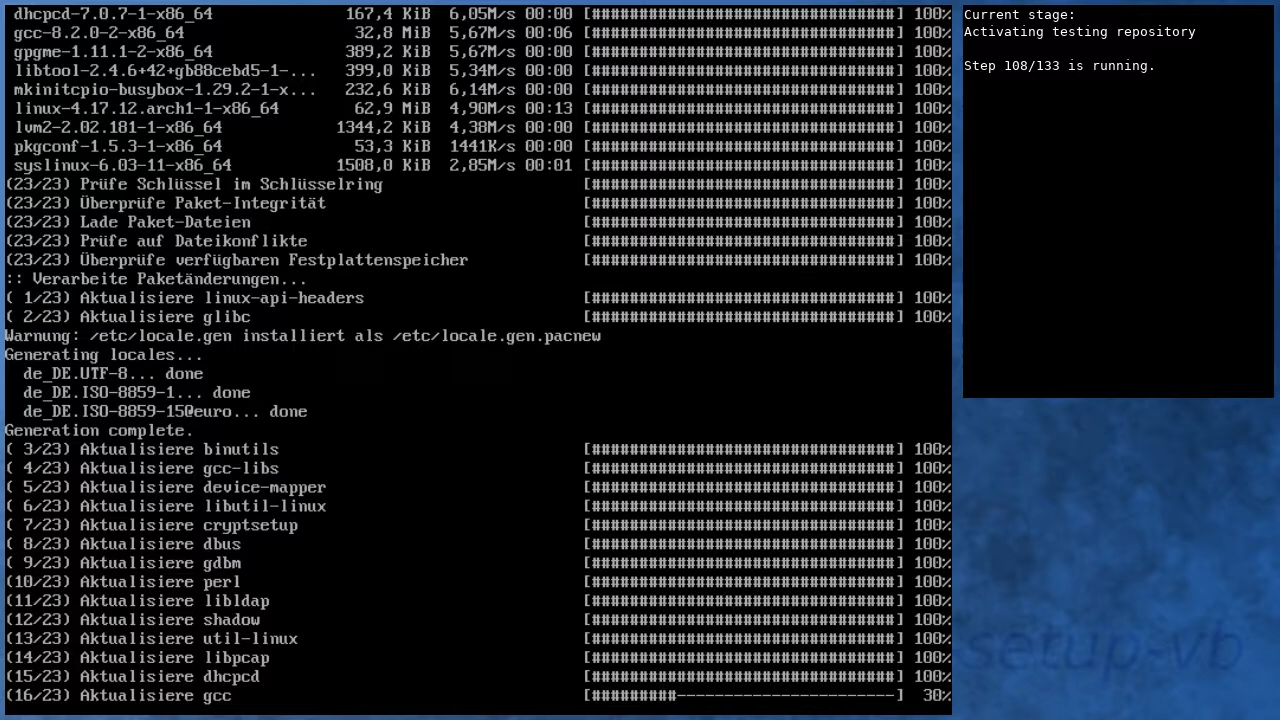 dhcpcd-7.0.7-1-x86_64 167,4 KiB 6,05M/s 00:00 [################################] 100%
gcc-8.2.0-2-x86_64 32,8 MiB 5,67M/s 00:06 [################################] 100%
gpgme-1.11.1-2-x86_64 389,2 KiB 5,67M/s 00:00 [################################] 100%
libtool-2.4.6+42+gb88cebd5-1-... 399,0 KiB 5,34M/s 00:00 [################################] 100%
mkinitcpio-busybox-1.29.2-1-x... 232,6 KiB 6,14M/s 00:00 [################################] 100%
linux-4.17.12.arch1-1-x86_64 62,9 MiB 4,90M/s 00:13 [################################] 100%
lvm2-2.02.181-1-x86_64 1344,2 KiB 4,38M/s 00:00 [################################] 100%
pkgconf-1.5.3-1-x86_64 53,3 KiB 1441K/s 00:00 [################################] 100%
syslinux-6.03-11-x86_64 1508,0 KiB 2,85M/s 00:01 [################################] 100%
(23/23) Prüfe Schlüssel im Schlüsselring [################################] 100%
(23/23) Überprüfe Paket-Integrität [################################] 100%
(23/23) Lade Paket-Dateien [################################] 100%
(23/23) Prüfe auf Dateikonflikte [################################] 100%
(23/23) Überprüfe verfügbaren Festplattenspeicher [################################] 100%
:: Verarbeite Paketänderungen...
( 1/23) Aktualisiere linux-api-headers [################################] 100%
( 2/23) Aktualisiere glibc [################################] 100%
Warnung: /etc/locale.gen installiert als /etc/locale.gen.pacnew
Generating locales...
de_DE.UTF-8... done
de_DE.ISO-8859-1... done
de_DE.ISO-8859-15@euro... done
Generation complete.
( 3/23) Aktualisiere binutils [################################] 100%
( 4/23) Aktualisiere gcc-libs [################################] 100%
( 5/23) Aktualisiere device-mapper [################################] 100%
( 6/23) Aktualisiere libutil-linux [################################] 100%
( 7/23) Aktualisiere cryptsetup [################################] 100%
( 8/23) Aktualisiere dbus [################################] 100%
( 9/23) Aktualisiere gdbm [################################] 100%
(10/23) Aktualisiere perl [################################] 100%
(11/23) Aktualisiere libldap [################################] 100%
(12/23) Aktualisiere shadow [################################] 100%
(13/23) Aktualisiere util-linux [################################] 100%
(14/23) Aktualisiere libpcap [################################] 100%
(15/23) Aktualisiere dhcpcd [################################] 100%
(16/23) Aktualisiere gcc [#########-----------------------] 30%
Current stage:
Activating testing repository
Step 108/133 is running.
setup-vb